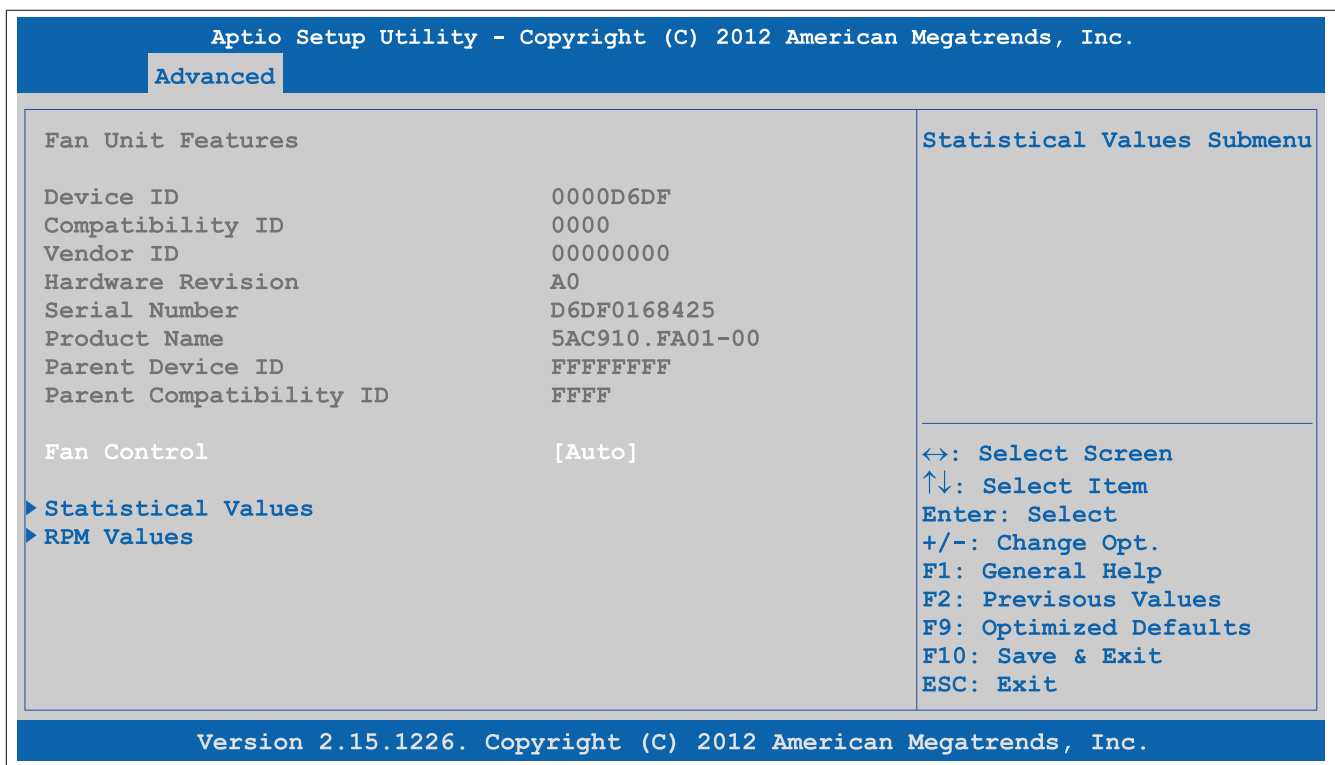 Aptio Setup Utility - Copyright (C) 2012 American Megatrends, Inc.
Advanced
Fan Unit Features
Device ID 0000D6DF
Compatibility ID 0000
Vendor ID 00000000
Hardware Revision A0
Serial Number D6DF0168425
Product Name 5AC910.FA01-00
Parent Device ID FFFFFFFF
Parent Compatibility ID FFFF
Fan Control [Auto]
Statistical Values
RPM Values
Statistical Values Submenu
↔: Select Screen
↑↓: Select Item
Enter: Select
+/-: Change Opt.
F1: General Help
F2: Previsous Values
F9: Optimized Defaults
F10: Save & Exit
ESC: Exit
Version 2.15.1226. Copyright (C) 2012 American Megatrends, Inc.